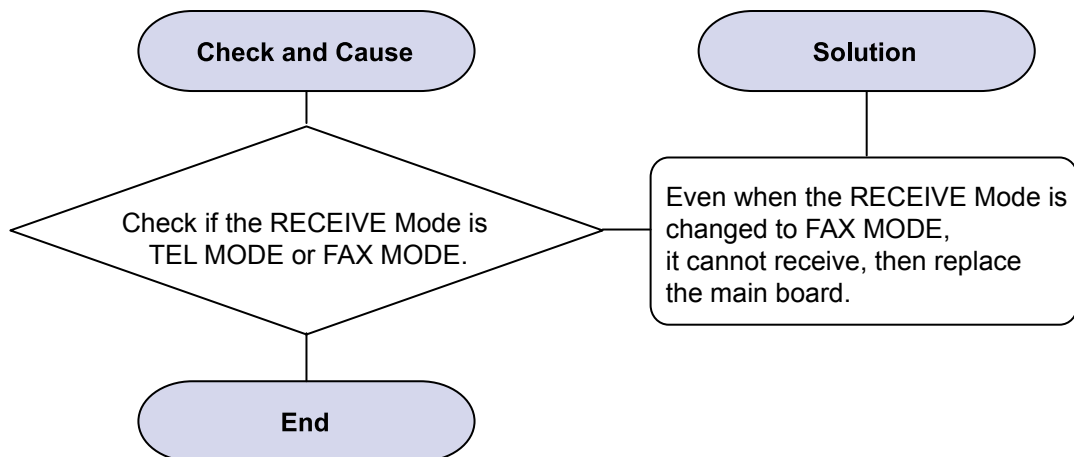 Check and Cause
Solution
Check if the RECEIVE Mode is
TEL MODE or FAX MODE.
Even when the RECEIVE Mode is
changed to FAX MODE,
it cannot receive, then replace
the main board.
End